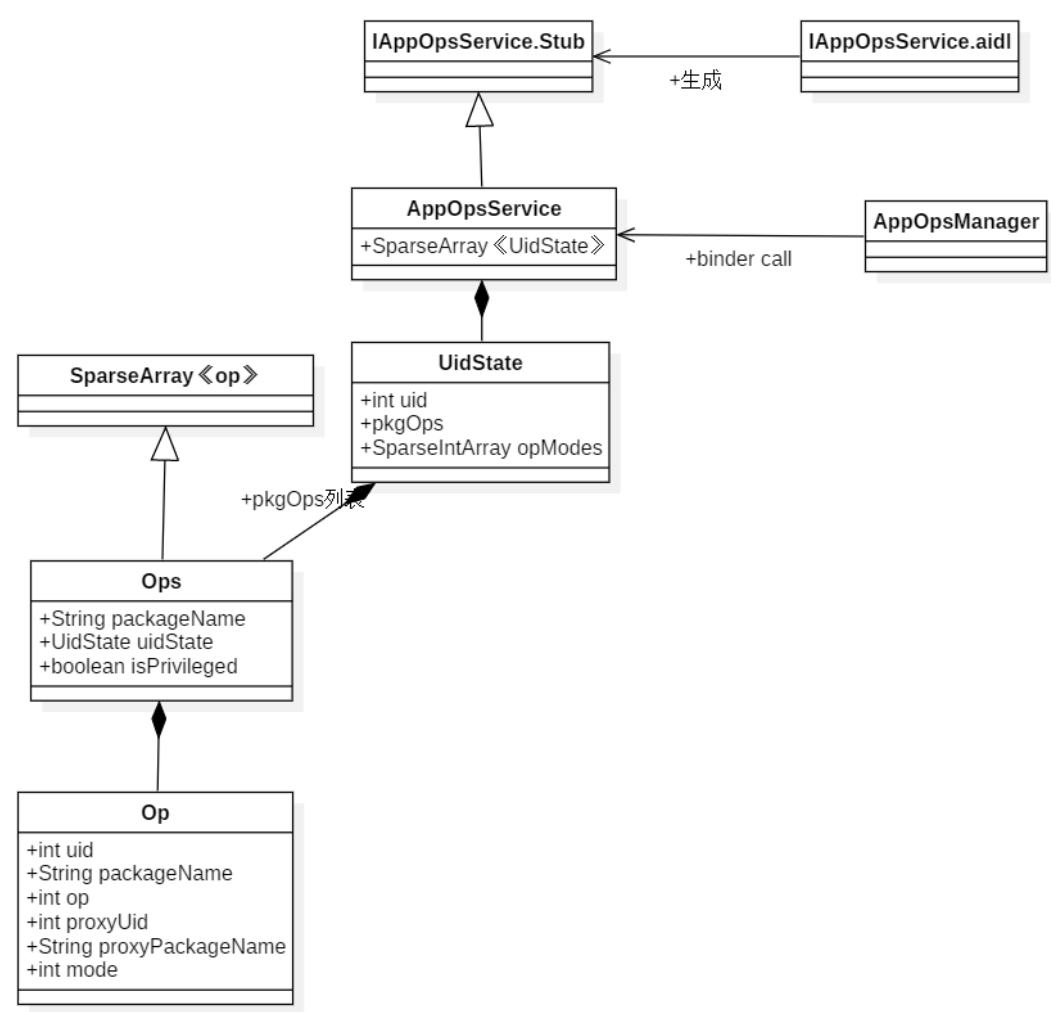 IAppOpsService.Stub
IAppOpsService.aidl
+生成
AppOpsService
+SparseArray《UidState》
AppOpsManager
+binder call
UidState
+int uid
+pkgOps
+SparseIntArray opModes
SparseArray《op》
+pkgOps列表
Ops
+String packageName
+UidState uidState
+boolean isPrivileged
Op
+int uid
+String packageName
+int op
+int proxyUid
+String proxyPackageName
+int mode